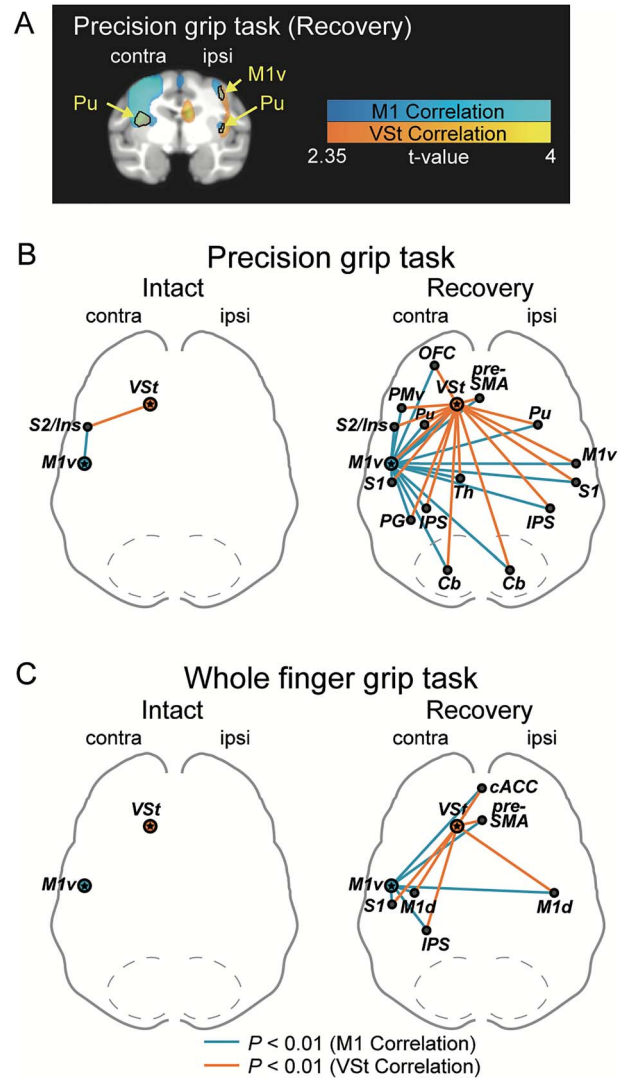 A
Precision grip task (Recovery)
contra ipsi
M1v
Pu
Pu
M1 Correlation
VSt Correlation
2.35 t-value 4
B
Precision grip task
Intact Recovery
contra ipsi contra ipsi
VSt
S2/Ins
M1v
OFC
pre-
SMA
VSt
PMv
Pu
Pu
S2/Ins
M1v
M1v
S1
Th
S1
PG
IPS
IPS
Cb
Cb
C
Whole finger grip task
Intact Recovery
contra ipsi contra ipsi
VSt
M1v
cACC
pre-
SMA
VSt
M1v
S1
M1d
M1d
IPS
P < 0.01 (M1 Correlation)
P < 0.01 (VSt Correlation)